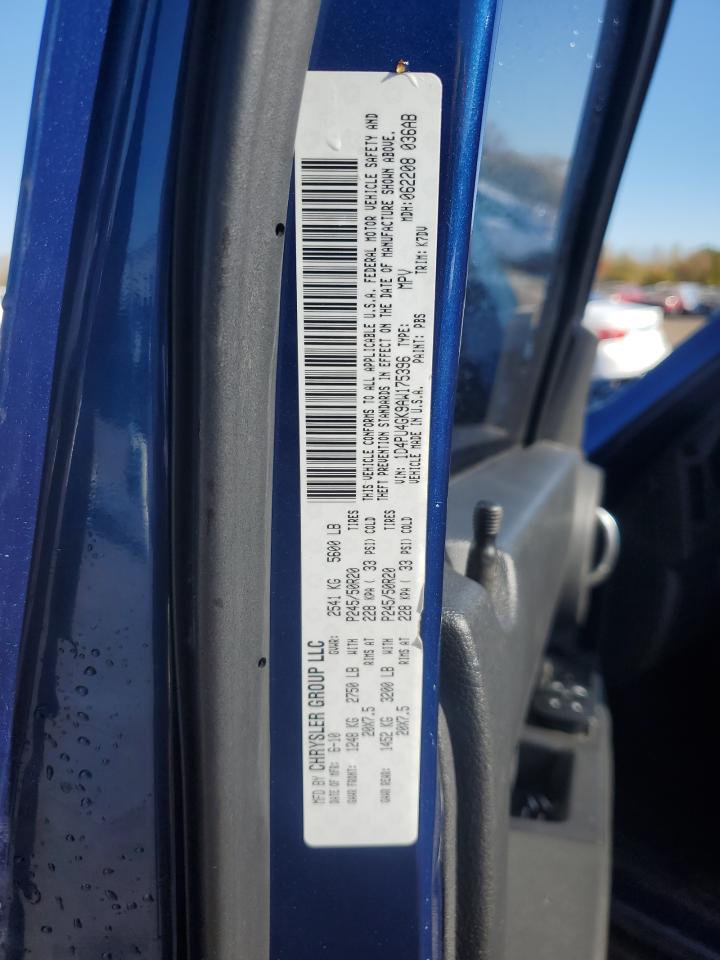 MFD BY CHRYSLER GROUP LLC
DATE OF MFR: 6-10 GVWR: 2541 KG 5600 LB
GAWR FRONT: 1248 KG 2750 LB WITH P245/50R20 TIRES
20X7.5 RIMS AT 228 KPA ( 33 PSI) COLD
GAWR REAR: 1452 KG 3200 LB WITH P245/50R20 TIRES
20X7.5 RIMS AT 228 KPA ( 33 PSI) COLD
THIS VEHICLE CONFORMS TO ALL APPLICABLE U.S.A. FEDERAL MOTOR VEHICLE SAFETY AND
THEFT PREVENTION STANDARDS IN EFFECT ON THE DATE OF MANUFACTURE SHOWN ABOVE.
VIN: 1D4PU4GK9AW175396 TYPE: MPV MDH:062208 036AB
VEHICLE MADE IN U.S.A. PAINT: PBS TRIM: K7DV